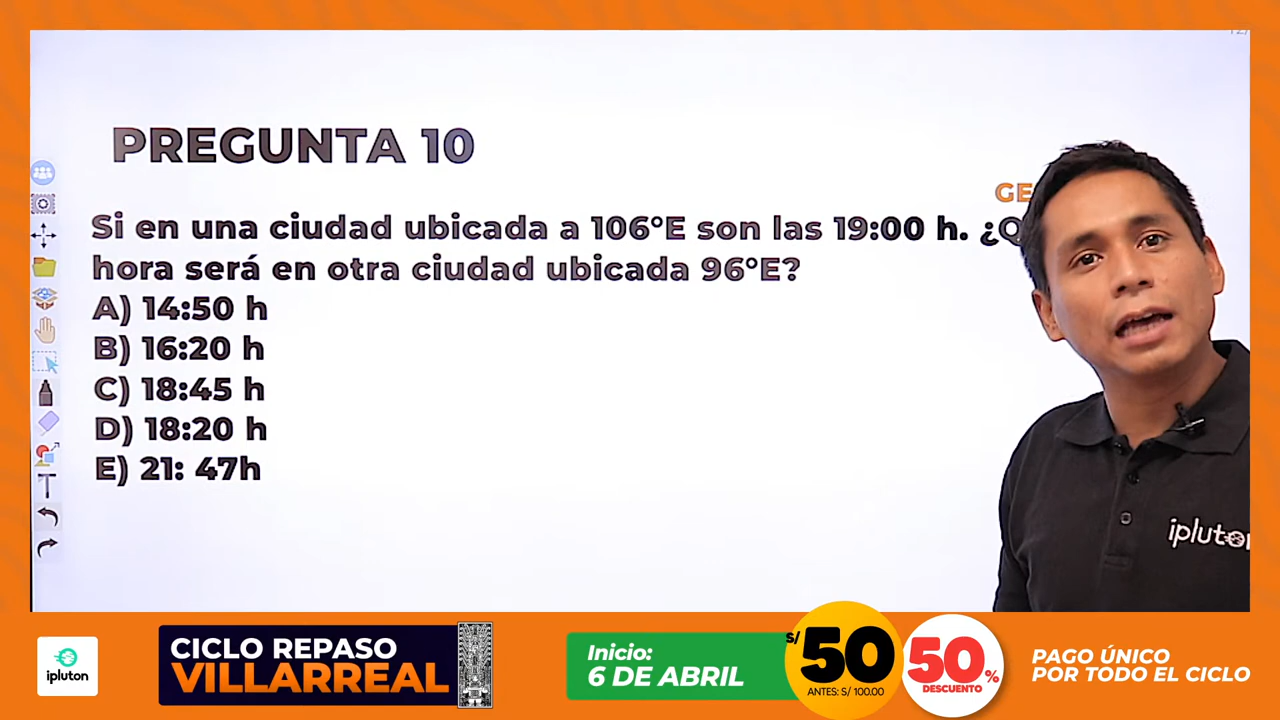 PREGUNTA 10
Si en una ciudad ubicada a 106°E son las 19:00 h.
hora será en otra ciudad ubicada 96°E?
A) 14:50 h
B) 16:20 h
C) 18:45 h
D) 18:20 h
E) 21: 47h
iplut
ipluton
CICLO REPASO
VILLARREAL
Inicio:
6 DE ABRIL
S/ 50
ANTES: S/ 100.00
50%
DESCUENTO
PAGO ÚNICO
POR TODO EL CICLO